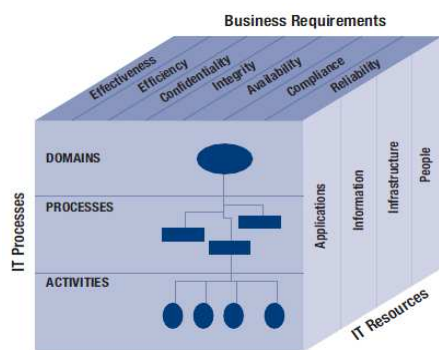 Business Requirements
Effectiveness
Efficiency
Confidentiality
Integrity
Availability
Compliance
Reliability
IT Processes
DOMAINS
PROCESSES
ACTIVITIES
Applications
Information
Infrastructure
People
IT Resources